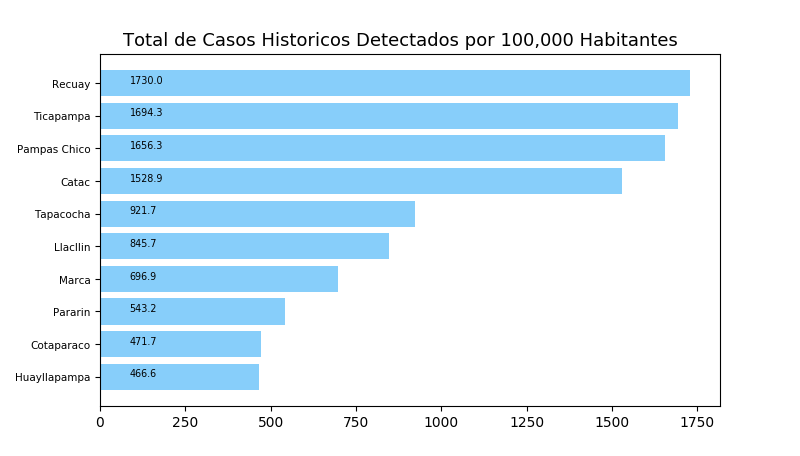 Total de Casos Historicos Detectados por 100,000 Habitantes
Recuay 1730.0
Ticapampa 1694.3
Pampas Chico 1656.3
Catac 1528.9
Tapacocha 921.7
Llacllin 845.7
Marca 696.9
Pararin 543.2
Cotaparaco 471.7
Huayllapampa 466.6
0 250 500 750 1000 1250 1500 1750